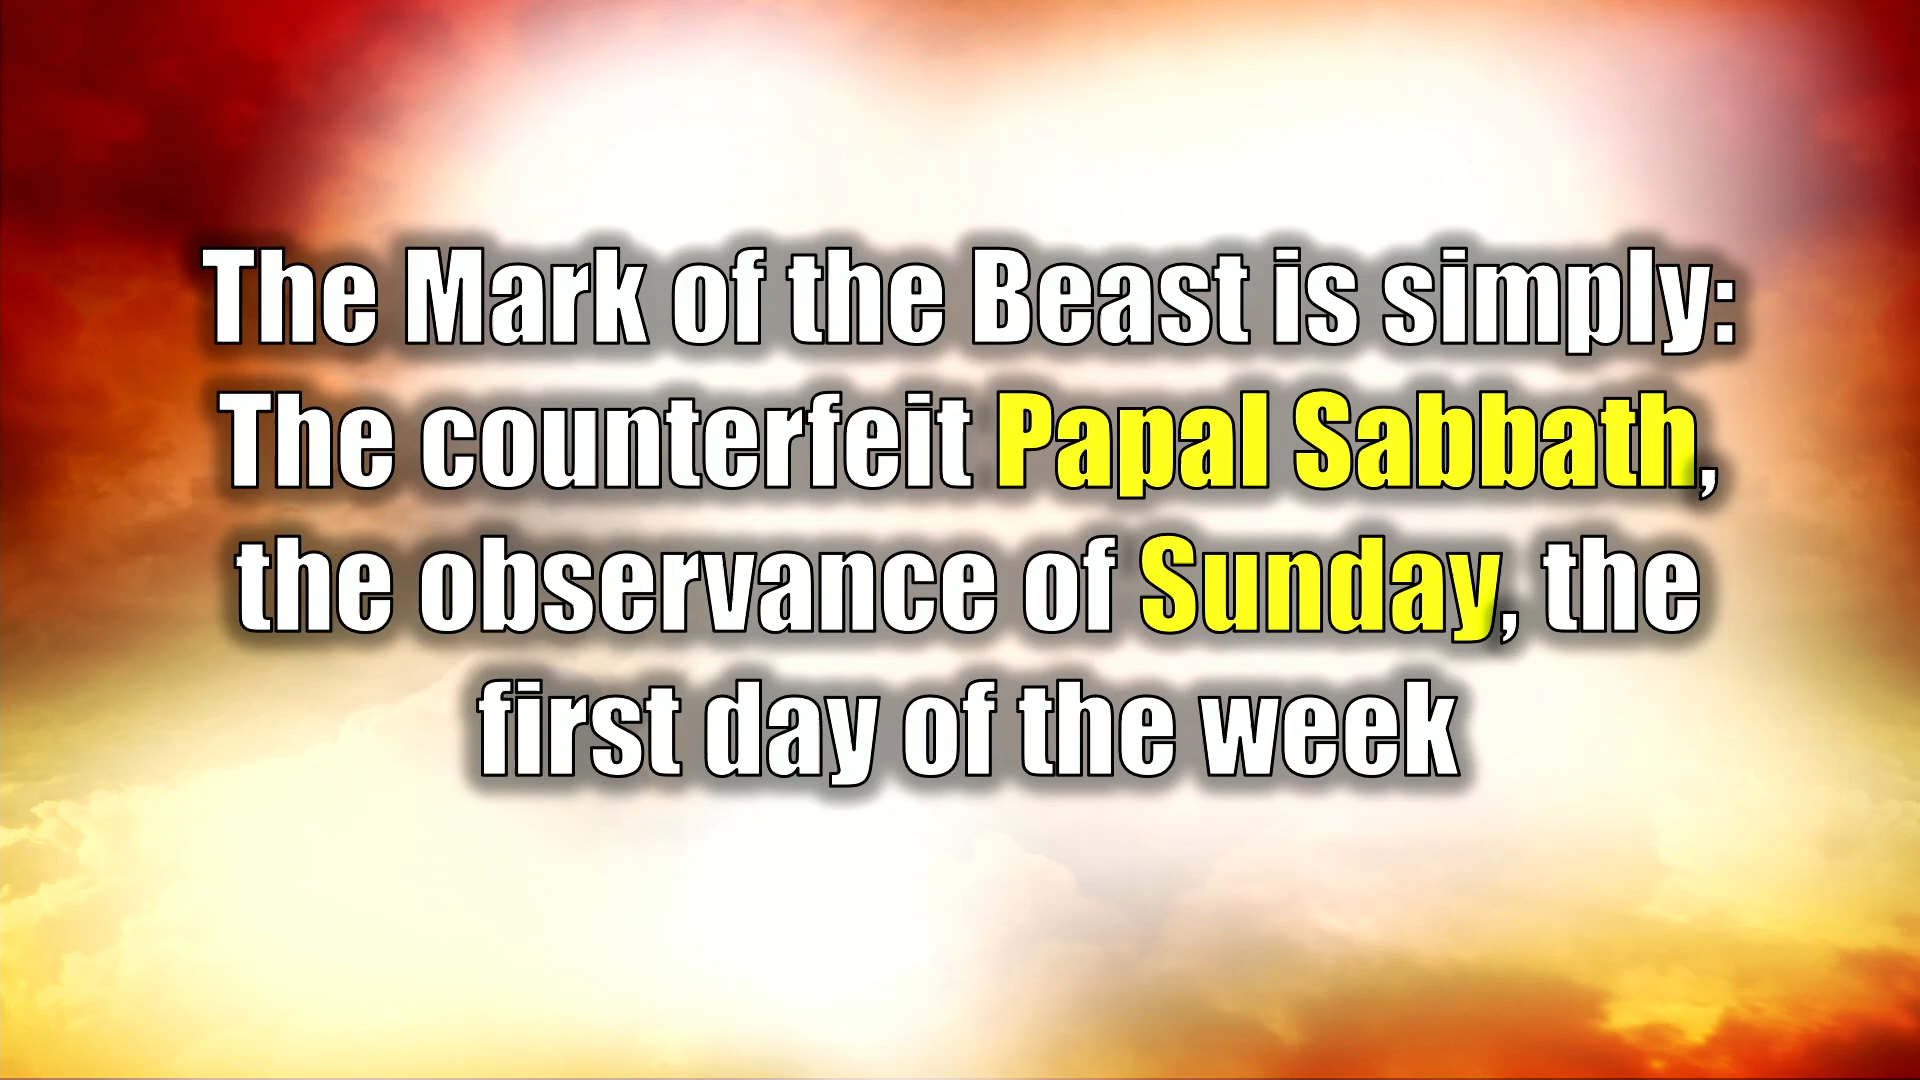 The Mark of the Beast is simply:
The counterfeit Papal Sabbath,
the observance of Sunday, the
first day of the week